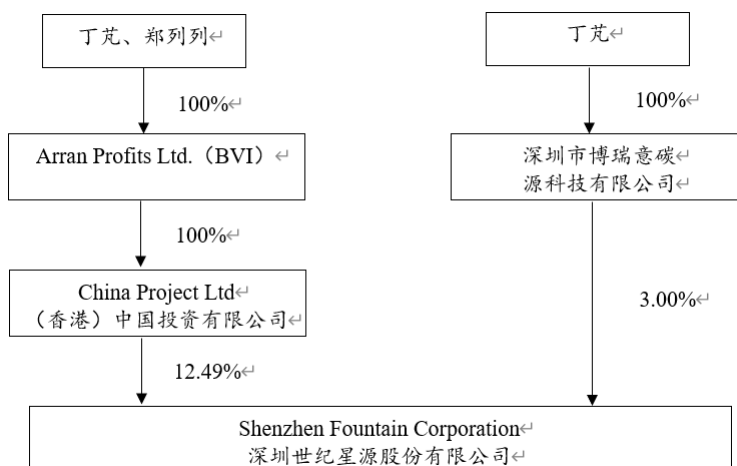 丁芃、郑列列
丁芃
100%
100%
Arran Profits Ltd.（BVI）
深圳市博瑞意碳
源科技有限公司
100%
China Project Ltd
（香港）中国投资有限公司
3.00%
12.49%
Shenzhen Fountain Corporation
深圳世纪星源股份有限公司